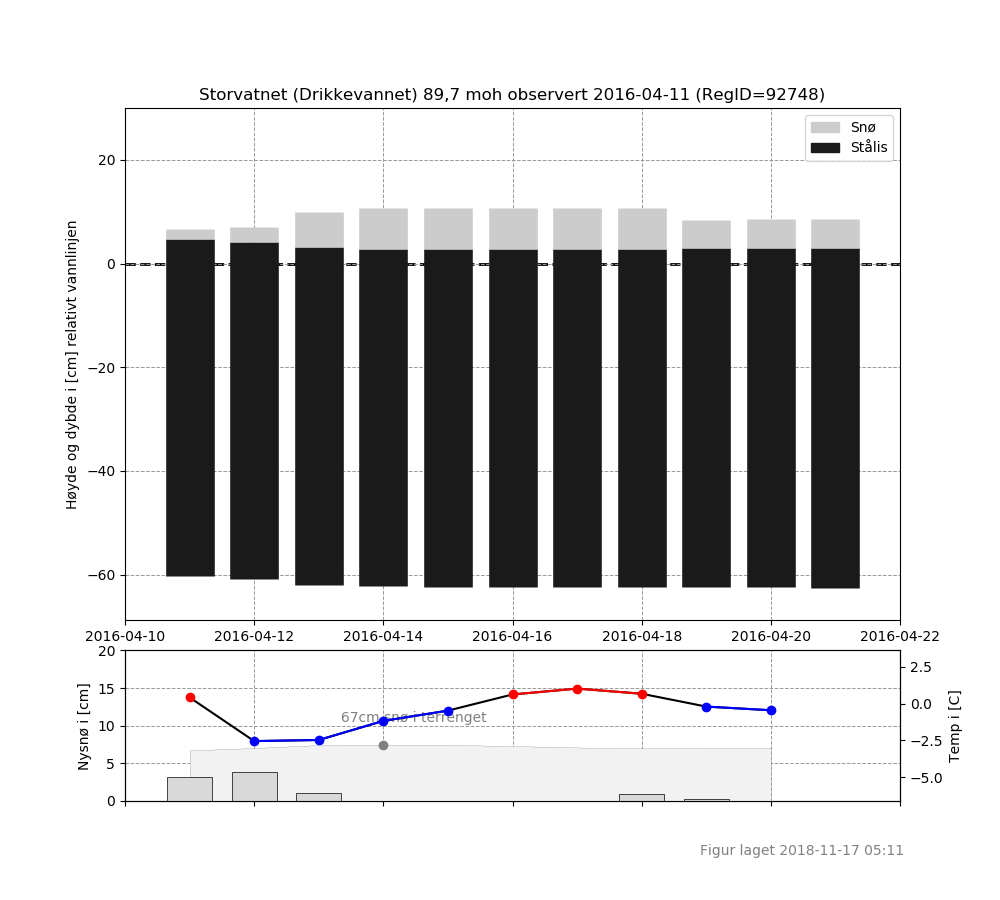 Storvatnet (Drikkevannet) 89,7 moh observert 2016-04-11 (RegID=92748)
Snø
Stålis
Høyde og dybde i [cm] relativt vannlinjen
20
0
−20
−40
−60
2016-04-10 2016-04-12 2016-04-14 2016-04-16 2016-04-18 2016-04-20 2016-04-22
Nysnø i [cm]
20
15
10
5
0
67cm snø i terrenget
2.5
0.0
−2.5
−5.0
Temp i [C]
Figur laget 2018-11-17 05:11